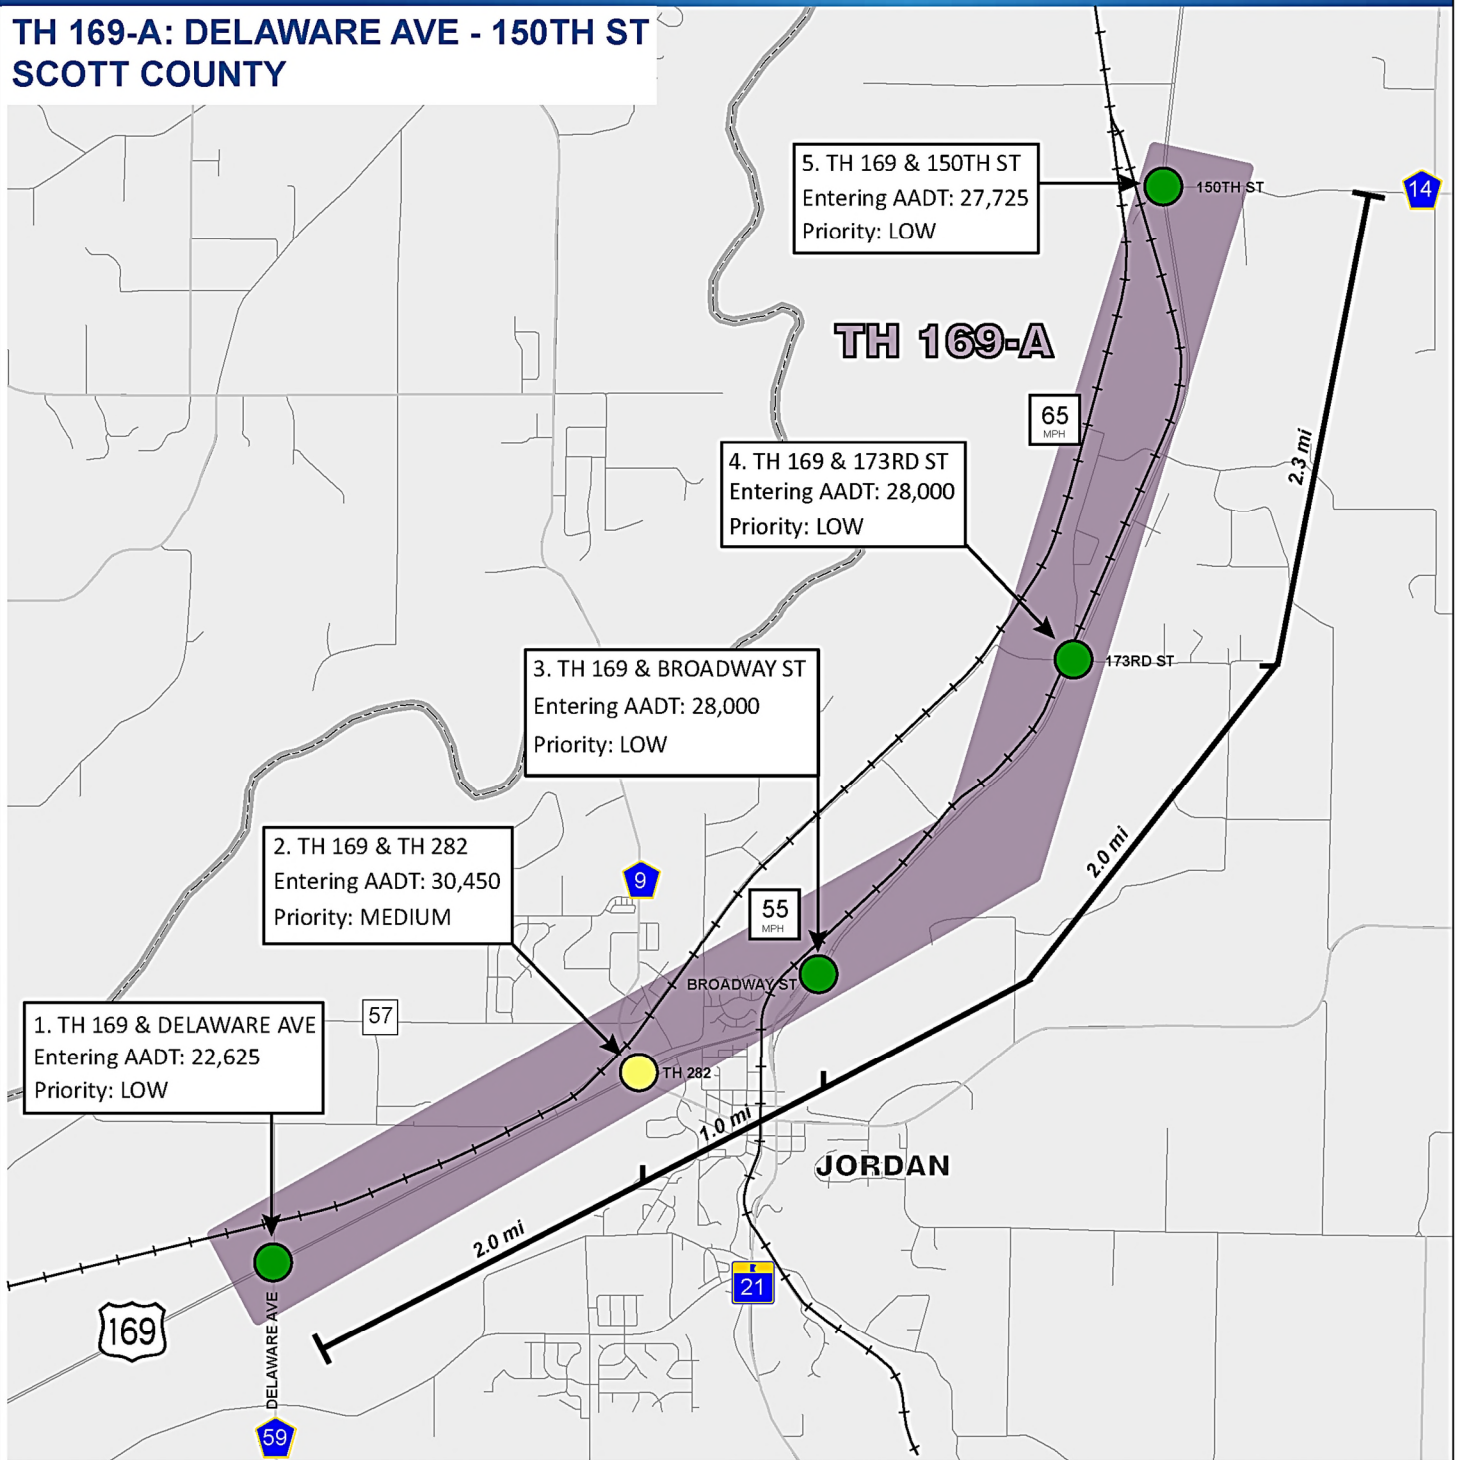 TH 169-A: DELAWARE AVE - 150TH ST
SCOTT COUNTY
5. TH 169 & 150TH ST
Entering AADT: 27,725
Priority: LOW
150TH ST
14
TH 169-A
65
MPH
2.3 mi
4. TH 169 & 173RD ST
Entering AADT: 28,000
Priority: LOW
173RD ST
3. TH 169 & BROADWAY ST
Entering AADT: 28,000
Priority: LOW
2.0 mi
2. TH 169 & TH 282
Entering AADT: 30,450
Priority: MEDIUM
9
55
MPH
BROADWAY ST
1. TH 169 & DELAWARE AVE
Entering AADT: 22,625
Priority: LOW
57
TH 282
1.0 mi
JORDAN
2.0 mi
21
169
DELAWARE AVE
59